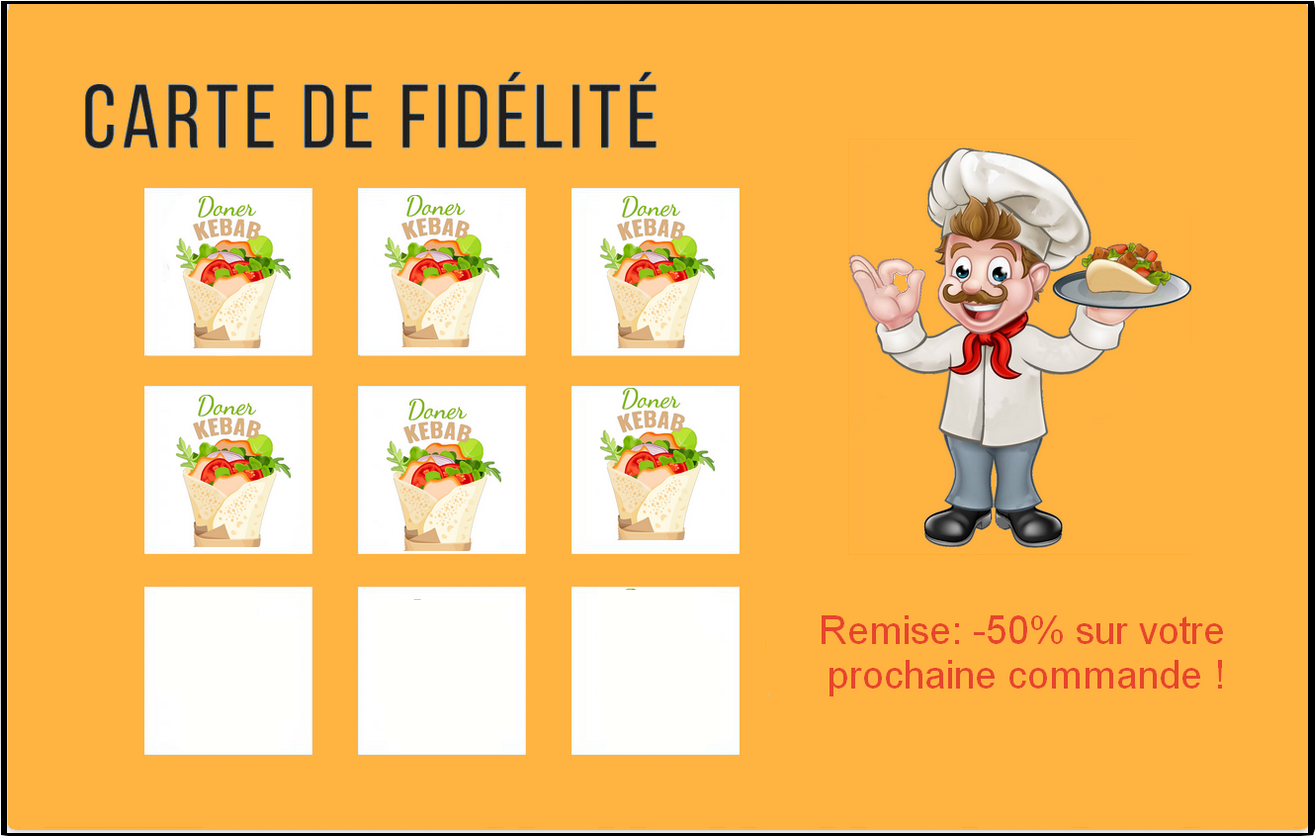 CARTE DE FIDÉLITÉ
Doner
KEBAB
Doner
KEBAB
Doner
KEBAB
Doner
KEBAB
Doner
KEBAB
Doner
KEBAB
Remise: -50% sur votre
prochaine commande !